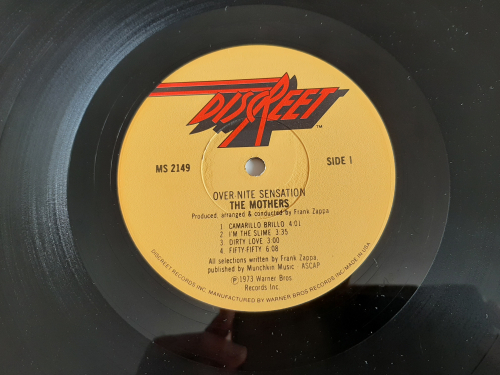 DISCREET
TM
MS 2149
SIDE 1
OVER-NITE SENSATION
THE MOTHERS
Produced, arranged & conducted by Frank Zappa
1 CAMARILLO BRILLO 4:01
2 I'M THE SLIME 3:35
3 DIRTY LOVE 3:00
4 FIFTY-FIFTY 6:08
All selections written by Frank Zappa,
published by Munchkin Music ASCAP
℗ 1973 Warner Bros.
Records Inc.
DISCREET RECORDS INC. MANUFACTURED BY WARNER BROS. RECORDS INC. MADE IN U.S.A.